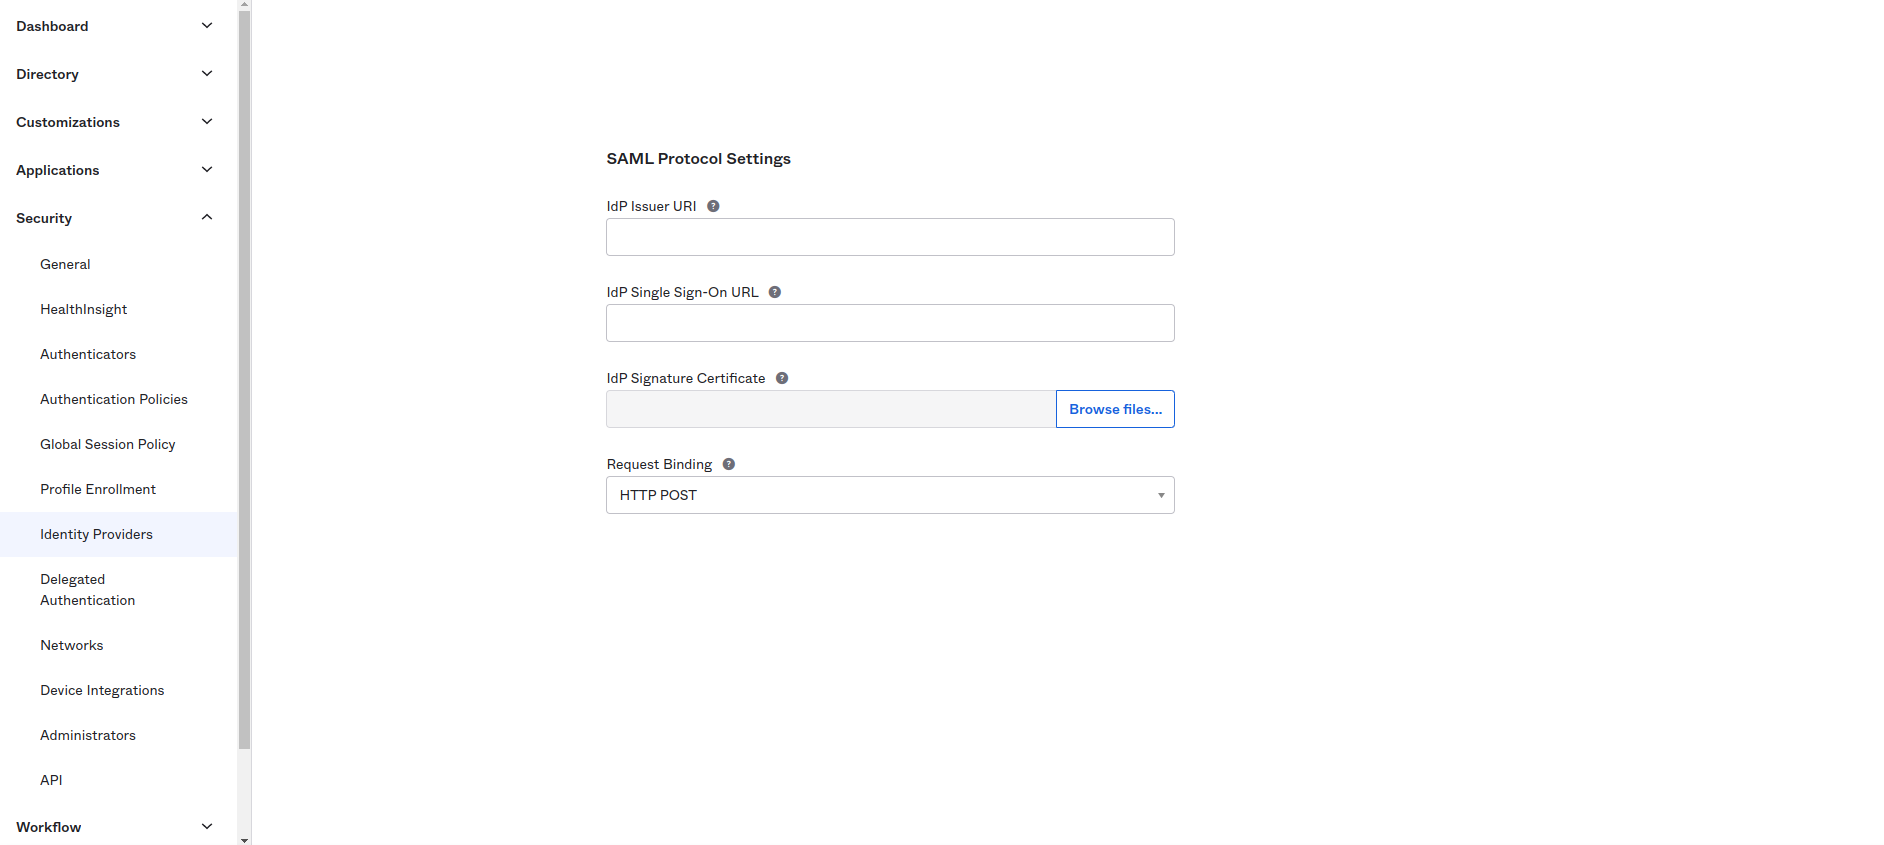 Dashboard
Directory
Customizations
Applications
Security
General
HealthInsight
Authenticators
Authentication Policies
Global Session Policy
Profile Enrollment
Identity Providers
Delegated
Authentication
Networks
Device Integrations
Administrators
API
Workflow
SAML Protocol Settings
IdP Issuer URI ?
IdP Single Sign-On URL ?
IdP Signature Certificate ?
Browse files...
Request Binding ?
HTTP POST